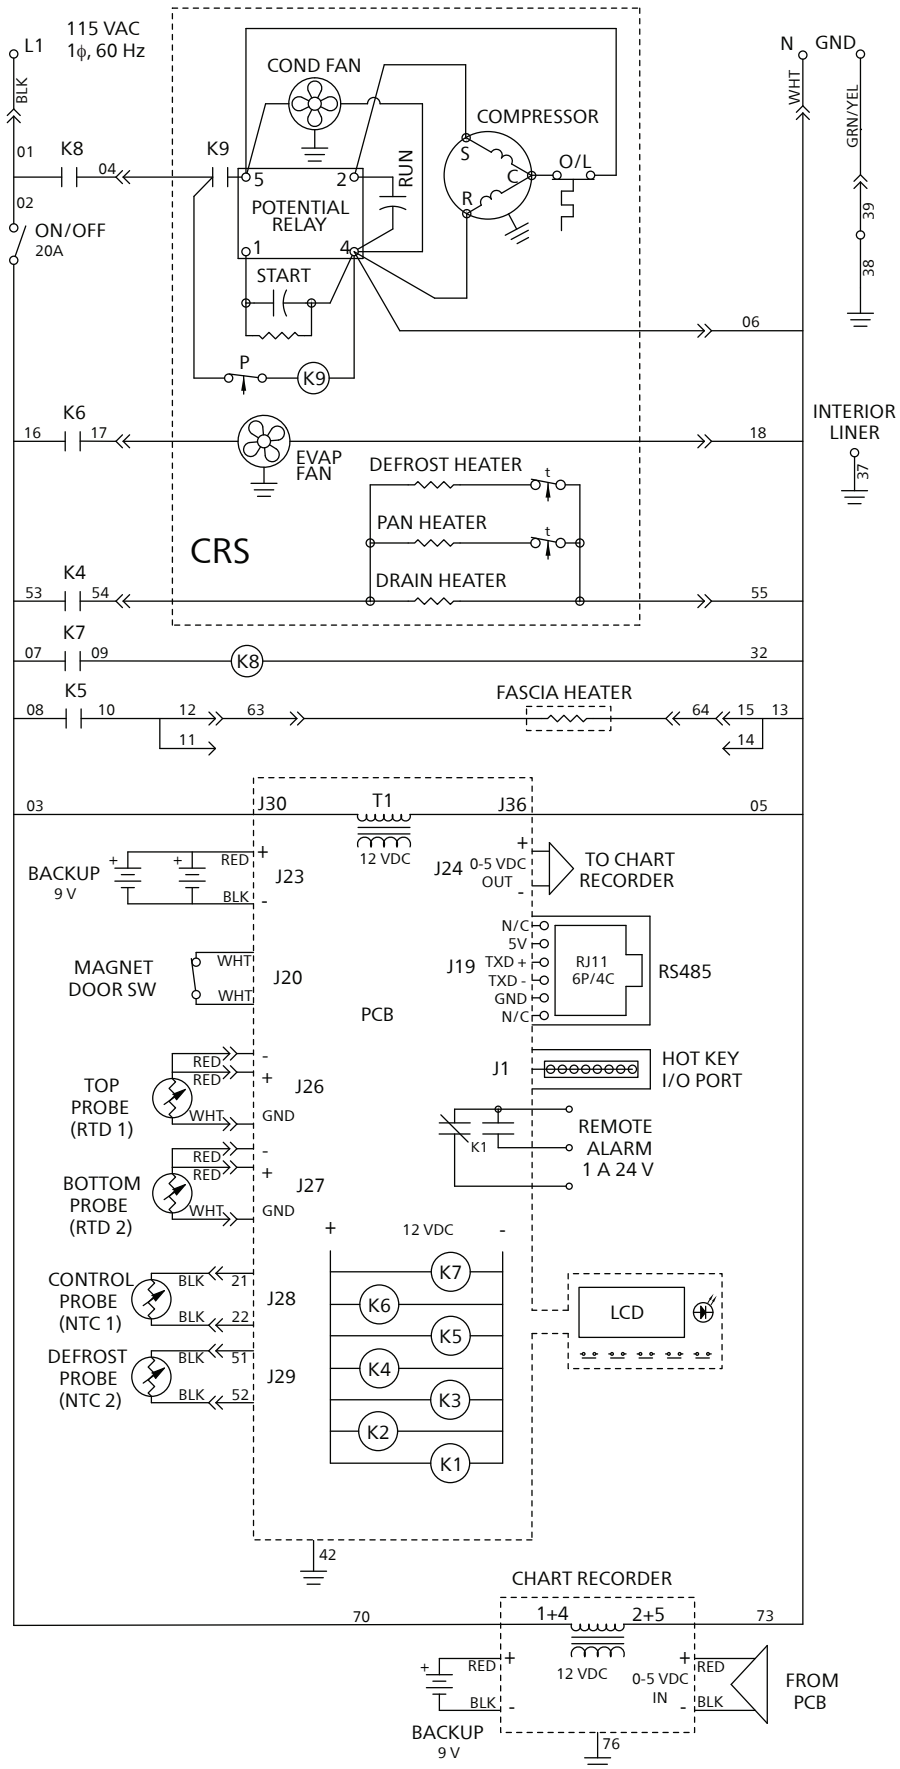 L1
115 VAC
1ϕ, 60 Hz
BLK
N
GND
WHT
GRN/YEL
COND FAN
COMPRESSOR
01
K8
04
K9
5
2
RUN
S
C
O/L
R
02
ON/OFF
20A
POTENTIAL
RELAY
1
4
39
38
START
06
P
K9
16
K6
17
EVAP
FAN
18
INTERIOR
LINER
37
DEFROST HEATER
t
PAN HEATER
t
CRS
DRAIN HEATER
53
K4
54
55
07
K7
09
K8
32
08
K5
10
12
63
11
FASCIA HEATER
64
15
13
14
03
J30
T1
J36
05
12 VDC
BACKUP
9 V
+
+
RED
+
BLK
-
J23
J24
+
0-5 VDC
OUT
-
TO CHART
RECORDER
MAGNET
DOOR SW
WHT
WHT
J20
J19
N/C
5V
TXD +
TXD -
GND
N/C
RJ11
6P/4C
RS485
PCB
J1
HOT KEY
I/O PORT
TOP
PROBE
(RTD 1)
RED
RED
WHT
-
+
GND
J26
K1
REMOTE
ALARM
1 A 24 V
BOTTOM
PROBE
(RTD 2)
RED
RED
WHT
-
+
GND
J27
+
12 VDC
-
K7
K6
K5
K4
K3
K2
K1
CONTROL
PROBE
(NTC 1)
BLK
21
BLK
22
J28
DEFROST
PROBE
(NTC 2)
BLK
51
BLK
52
J29
LCD
42
CHART RECORDER
70
1+4
2+5
73
12 VDC
+
RED
+
BLK
-
BACKUP
9 V
0-5 VDC
IN
+
RED
-
BLK
FROM
PCB
76